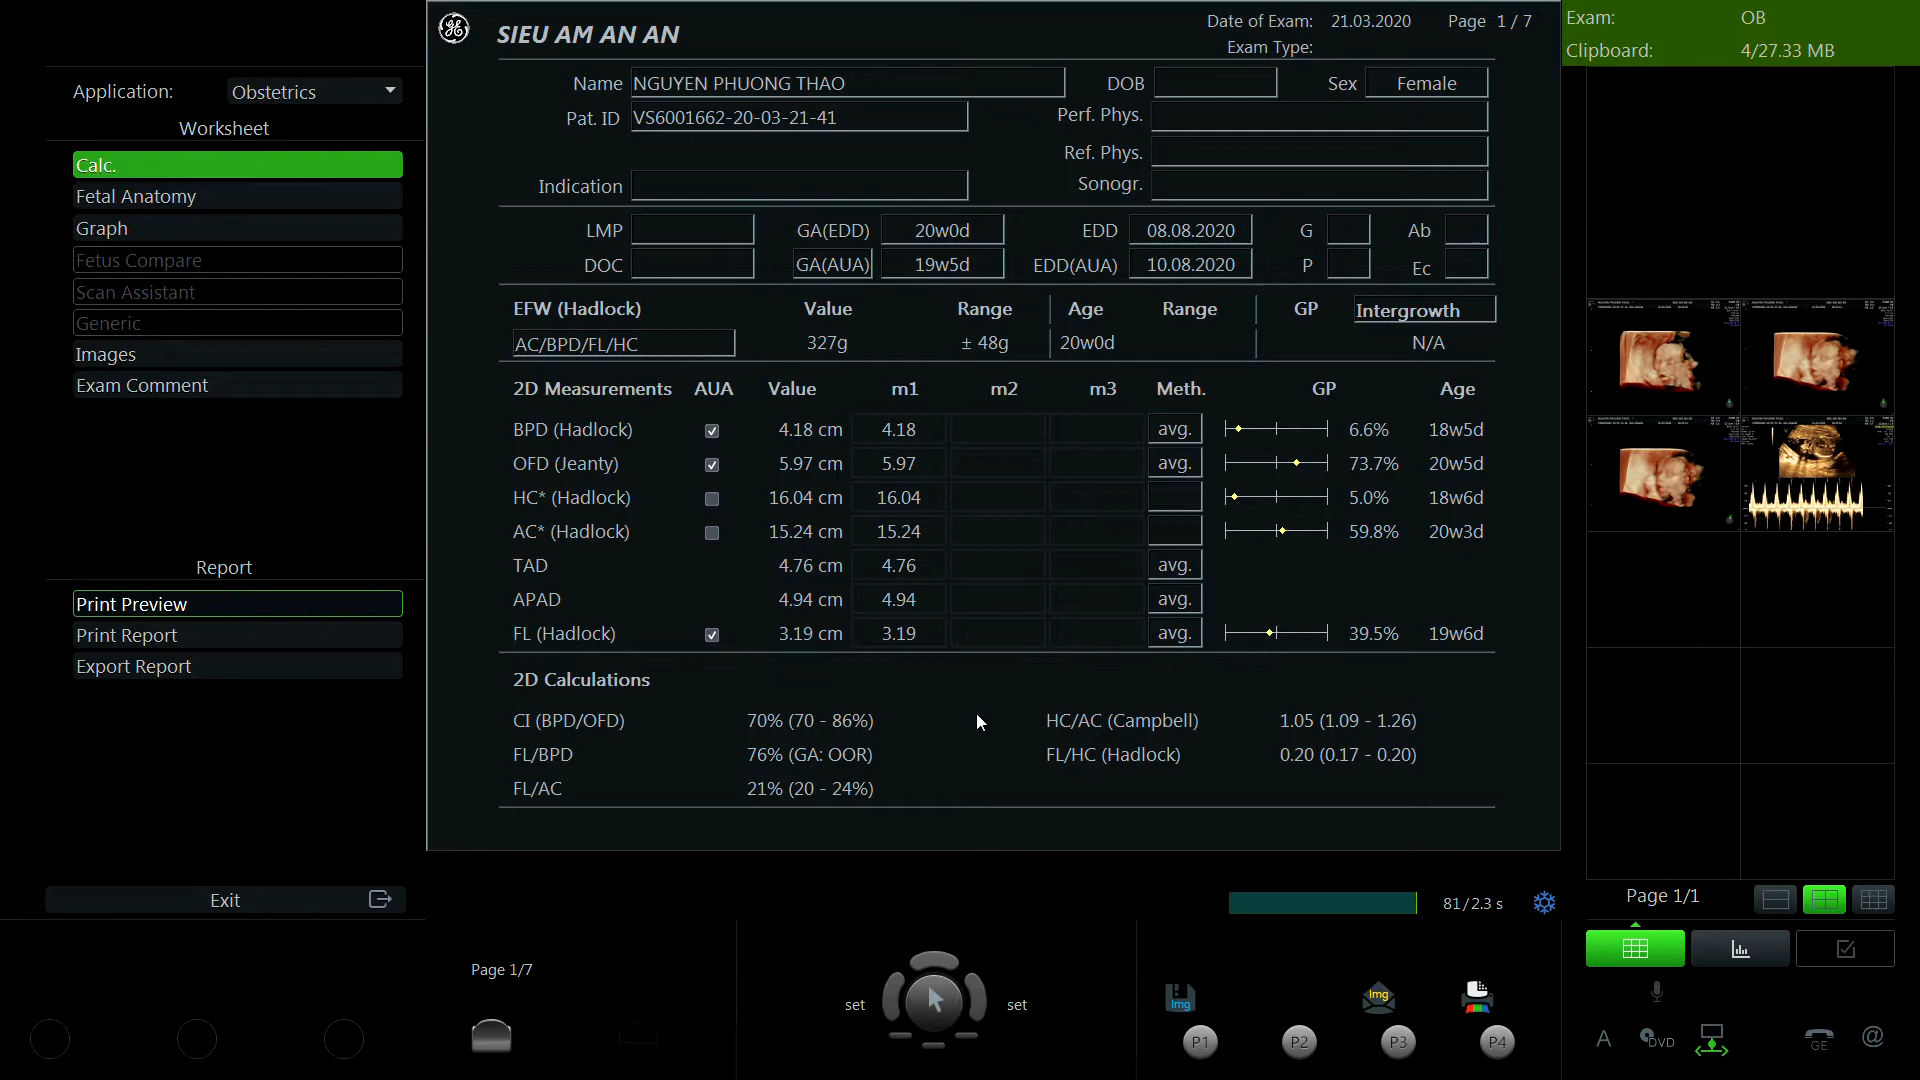 SIEU AM AN AN
Date of Exam: 21.03.2020 Page 1 / 7
Exam Type:
Exam: OB
Clipboard: 4/27.33 MB
Application: Obstetrics
Worksheet
Calc.
Fetal Anatomy
Graph
Fetus Compare
Scan Assistant
Generic
Images
Exam Comment
Report
Print Preview
Print Report
Export Report
Exit
Name NGUYEN PHUONG THAO DOB Sex Female
Pat. ID VS6001662-20-03-21-41 Perf. Phys.
Ref. Phys.
Indication Sonogr.
LMP GA(EDD) 20w0d EDD 08.08.2020 G Ab
DOC GA(AUA) 19w5d EDD(AUA) 10.08.2020 P Ec
EFW (Hadlock) Value Range Age Range GP Intergrowth
AC/BPD/FL/HC 327g ± 48g 20w0d N/A
2D Measurements AUA Value m1 m2 m3 Meth. GP Age
BPD (Hadlock) 4.18 cm 4.18 avg. 6.6% 18w5d
OFD (Jeanty) 5.97 cm 5.97 avg. 73.7% 20w5d
HC* (Hadlock) 16.04 cm 16.04 5.0% 18w6d
AC* (Hadlock) 15.24 cm 15.24 59.8% 20w3d
TAD 4.76 cm 4.76 avg.
APAD 4.94 cm 4.94 avg.
FL (Hadlock) 3.19 cm 3.19 avg. 39.5% 19w6d
2D Calculations
CI (BPD/OFD) 70% (70 - 86%) HC/AC (Campbell) 1.05 (1.09 - 1.26)
FL/BPD 76% (GA: OOR) FL/HC (Hadlock) 0.20 (0.17 - 0.20)
FL/AC 21% (20 - 24%)
81/2.3 s
Page 1/1
Page 1/7
set set
Img Img
P1 P2 P3 P4
A DVD GE @